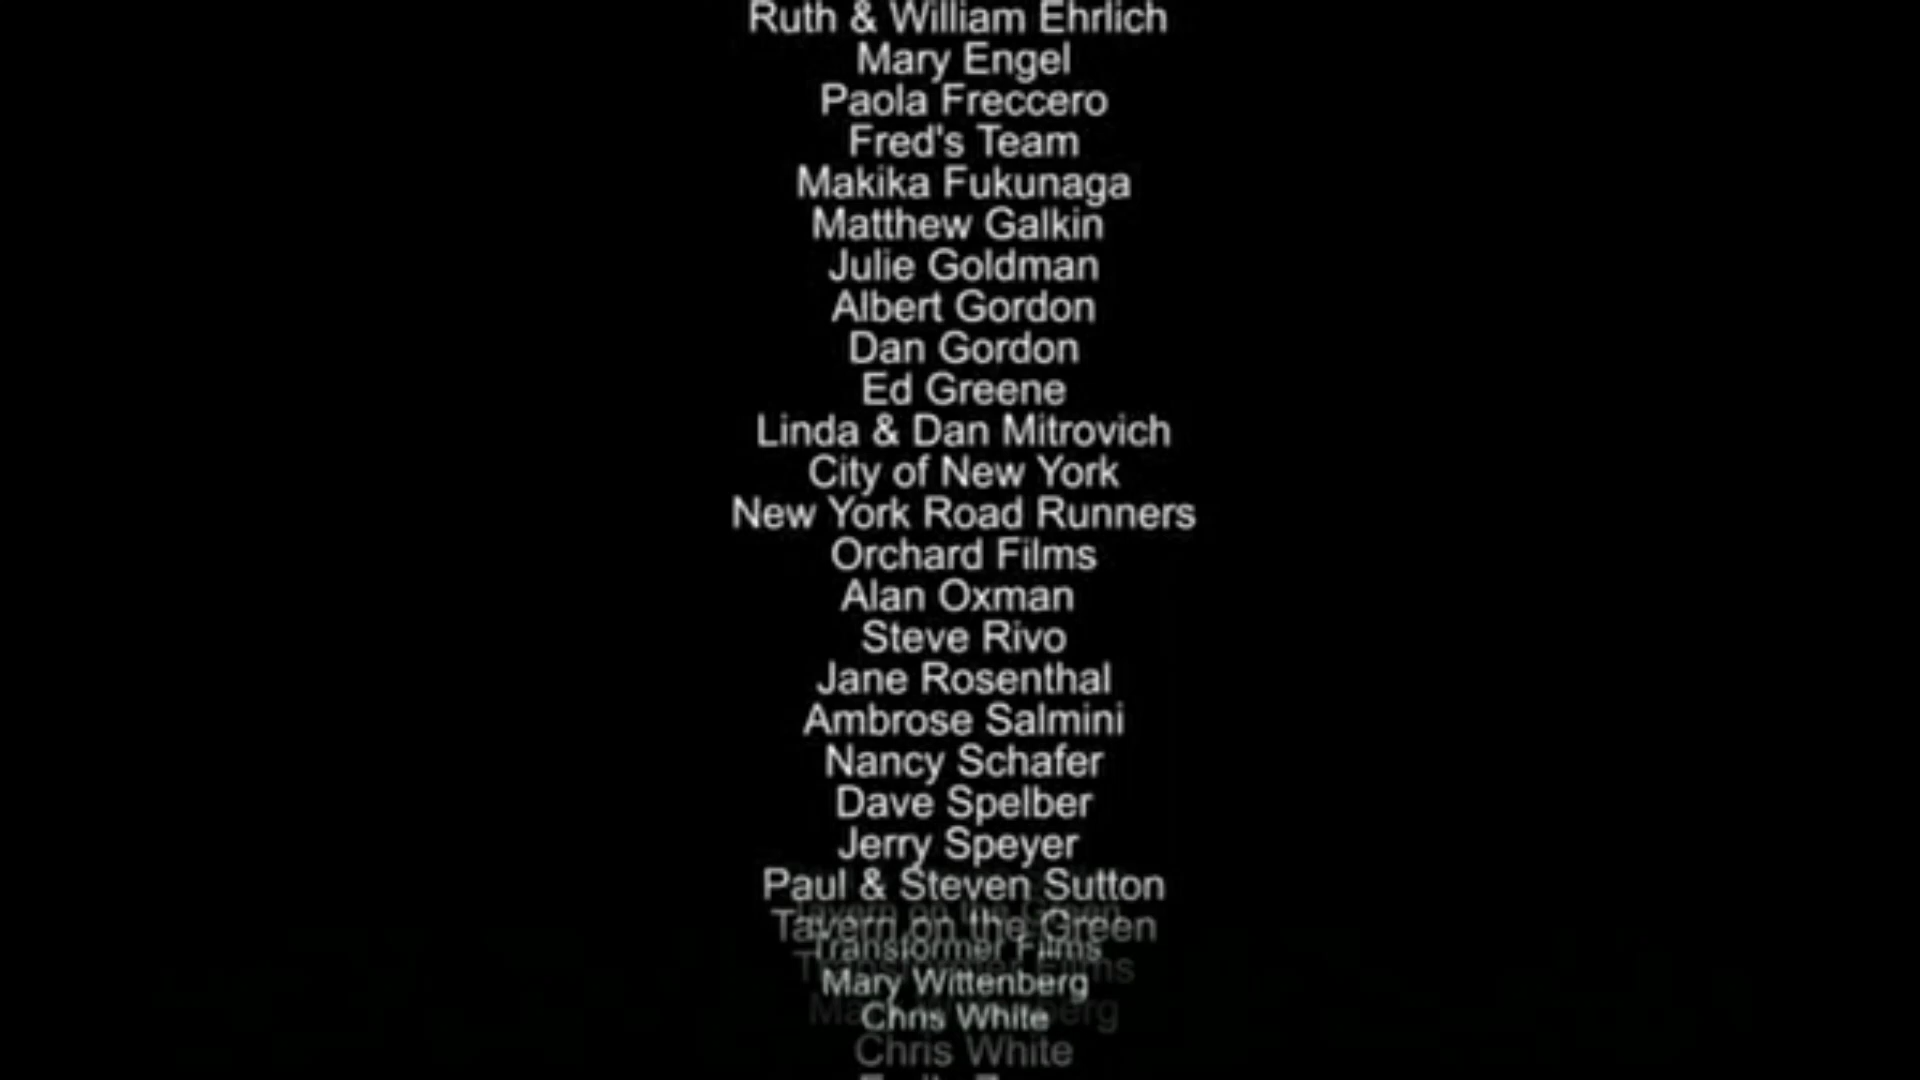 Ruth & William Ehrlich
Mary Engel
Paola Freccero
Fred's Team
Makika Fukunaga
Matthew Galkin
Julie Goldman
Albert Gordon
Dan Gordon
Ed Greene
Linda & Dan Mitrovich
City of New York
New York Road Runners
Orchard Films
Alan Oxman
Steve Rivo
Jane Rosenthal
Ambrose Salmini
Nancy Schafer
Dave Spelber
Jerry Speyer
Paul & Steven Sutton
Tavern on the Green
Transformer Films
Mary Wittenberg
Chris White
Chris White